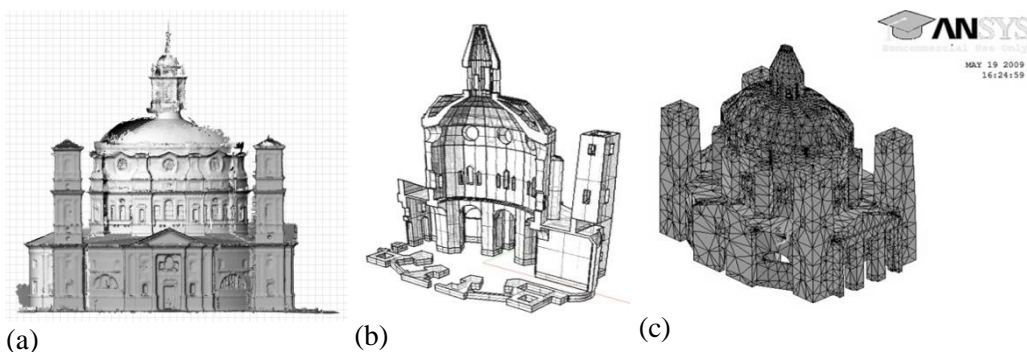 ANSYS
Noncommercial Use Only
MAY 19 2009
16:24:59
(a)
(b)
(c)